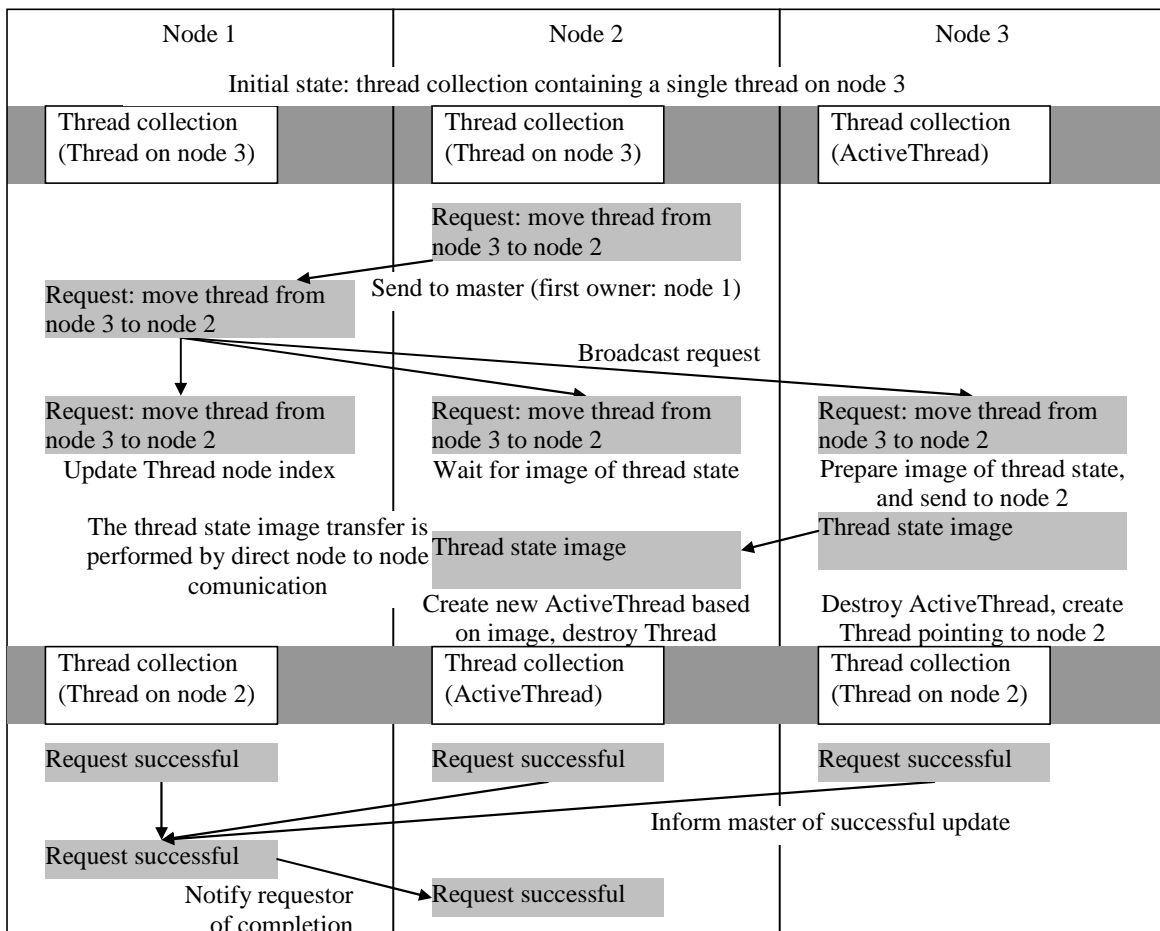 Node 1
Node 2
Node 3
Initial state: thread collection containing a single thread on node 3
Thread collection
(Thread on node 3)
Thread collection
(Thread on node 3)
Thread collection
(ActiveThread)
Request: move thread from
node 3 to node 2
Send to master (first owner: node 1)
Request: move thread from
node 3 to node 2
Broadcast request
Request: move thread from
node 3 to node 2
Update Thread node index
Request: move thread from
node 3 to node 2
Wait for image of thread state
Request: move thread from
node 3 to node 2
Prepare image of thread state,
and send to node 2
The thread state image transfer is
performed by direct node to node
comunication
Thread state image
Thread state image
Create new ActiveThread based
on image, destroy Thread
Destroy ActiveThread, create
Thread pointing to node 2
Thread collection
(Thread on node 2)
Thread collection
(ActiveThread)
Thread collection
(Thread on node 2)
Request successful
Request successful
Request successful
Inform master of successful update
Request successful
Notify requestor
of completion
Request successful